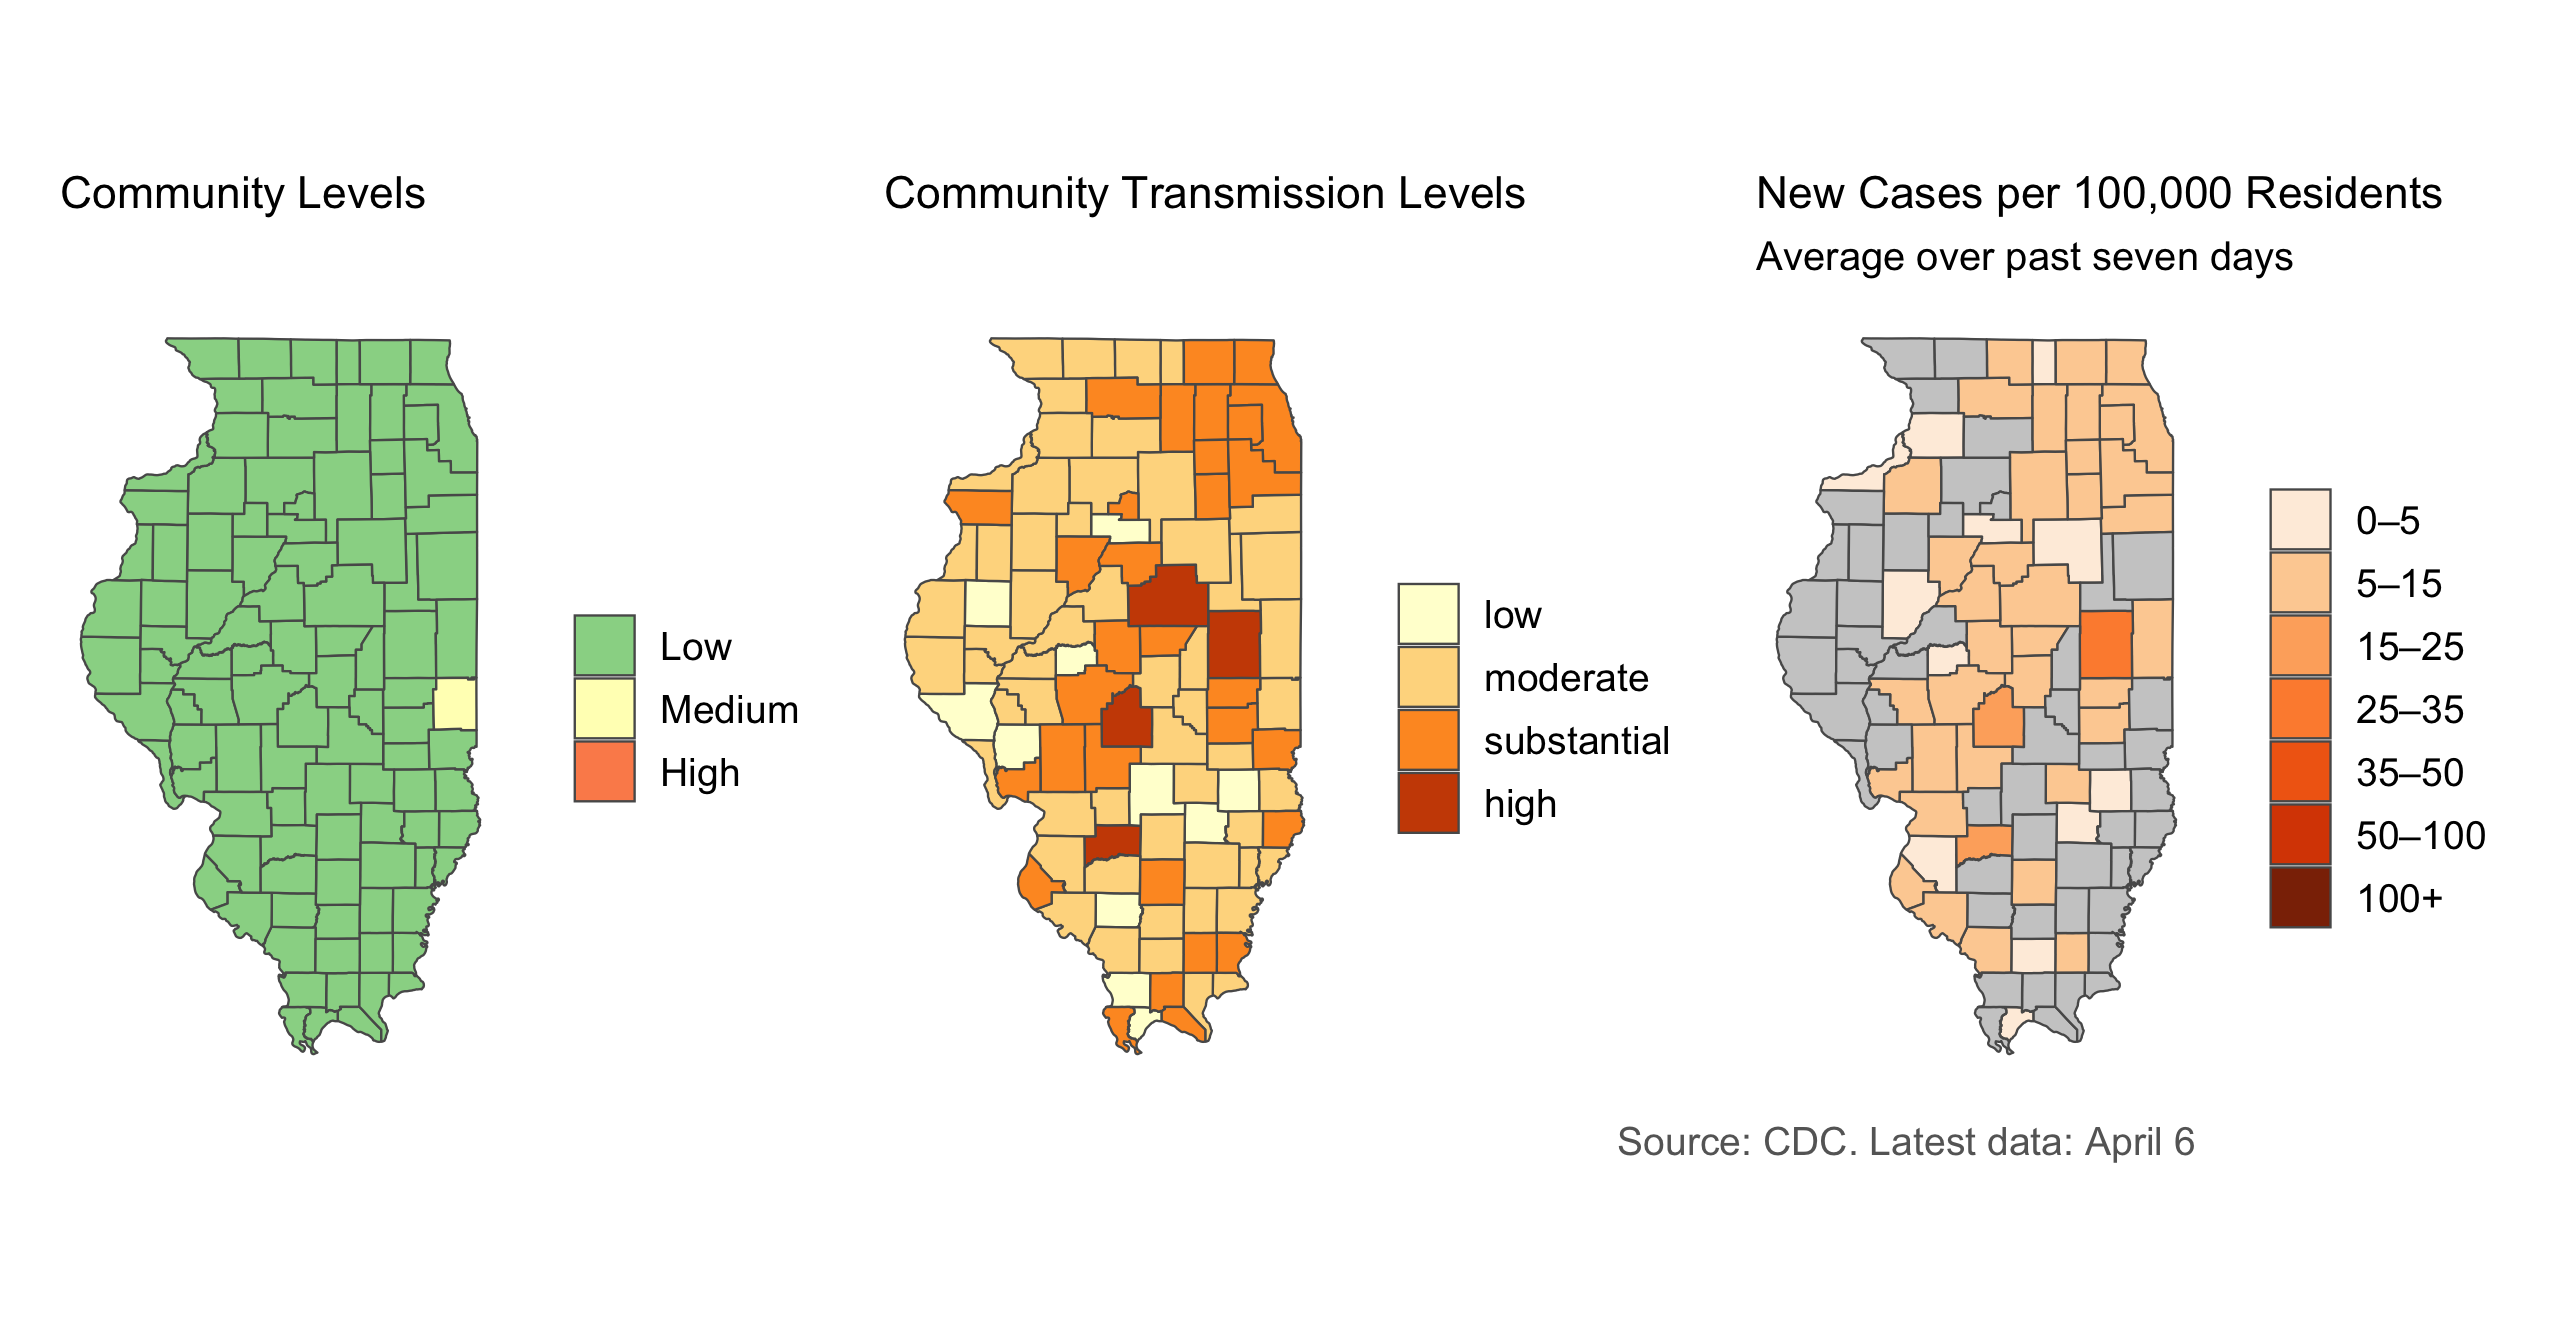 Community Levels
Low
Medium
High
Community Transmission Levels
low
moderate
substantial
high
New Cases per 100,000 Residents
Average over past seven days
0–5
5–15
15–25
25–35
35–50
50–100
100+
Source: CDC. Latest data: April 6